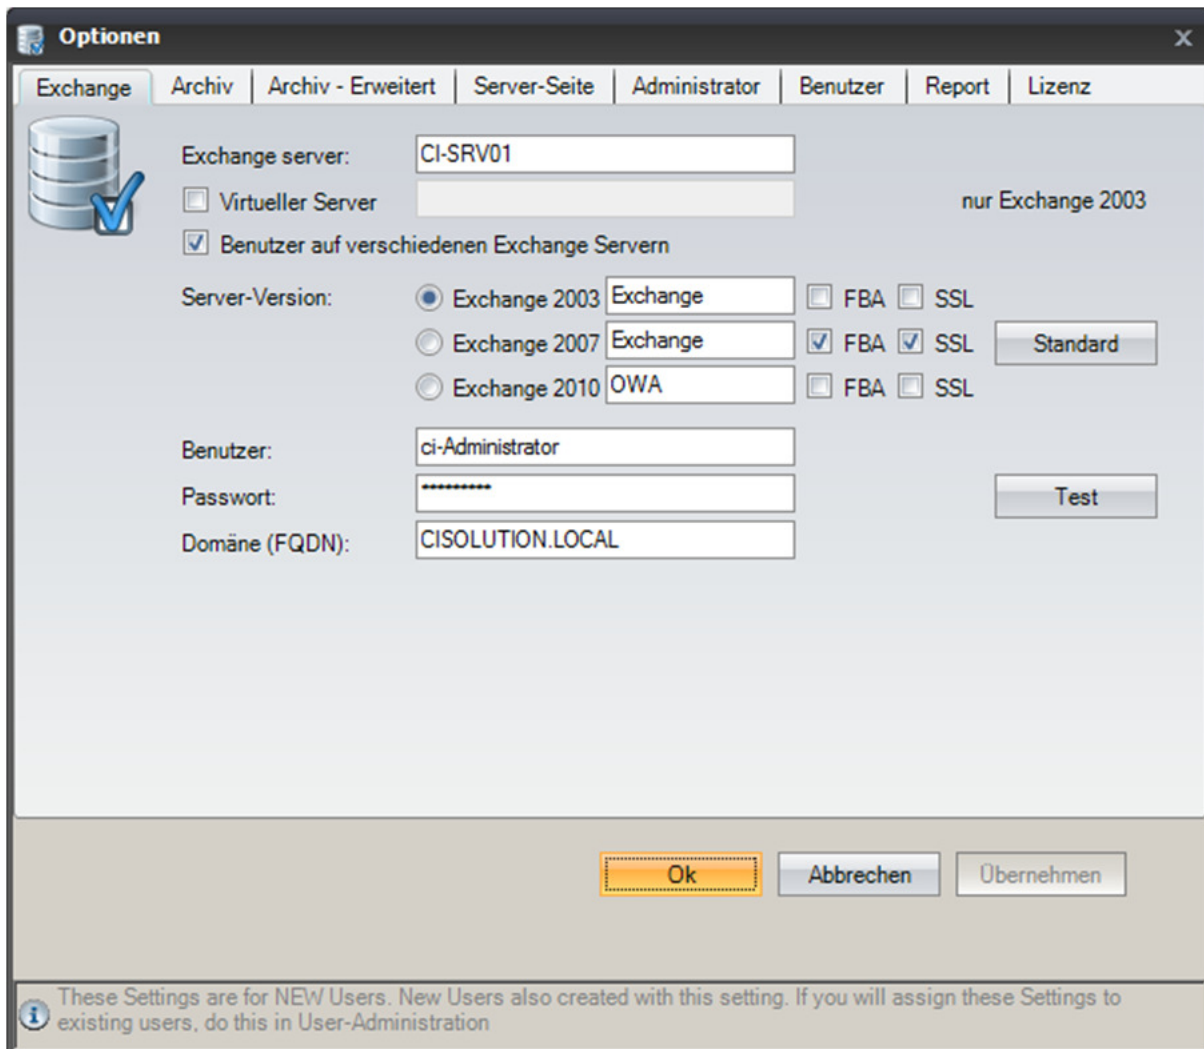 Optionen
Exchange Archiv Archiv - Erweitert Server-Seite Administrator Benutzer Report Lizenz
Exchange server: CI-SRV01
Virtueller Server nur Exchange 2003
Benutzer auf verschiedenen Exchange Servern
Server-Version: Exchange 2003 Exchange FBA SSL
Exchange 2007 Exchange FBA SSL Standard
Exchange 2010 OWA FBA SSL
Benutzer: ci-Administrator
Passwort: ********* Test
Domäne (FQDN): CISOLUTION.LOCAL
Ok Abbrechen Übernehmen
These Settings are for NEW Users. New Users also created with this setting. If you will assign these Settings to
existing users, do this in User-Administration